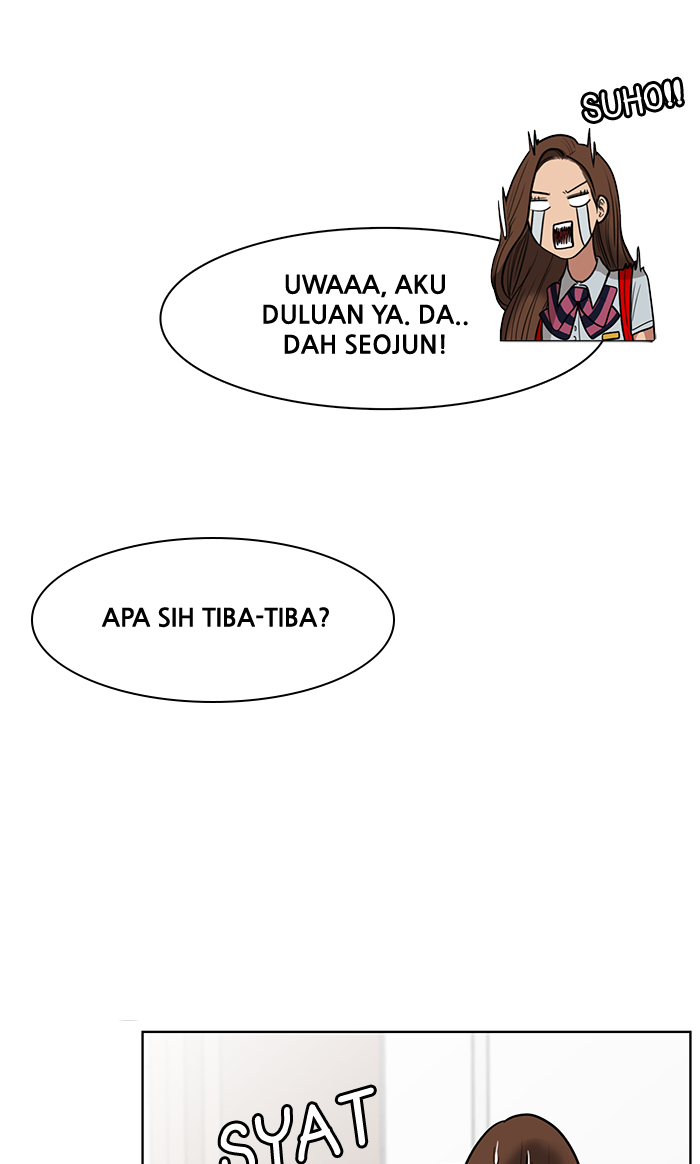 SUHO!!
UWAAA, AKU
DULUAN YA. DA..
DAH SEOJUN!
APA SIH TIBA-TIBA?
SYAT